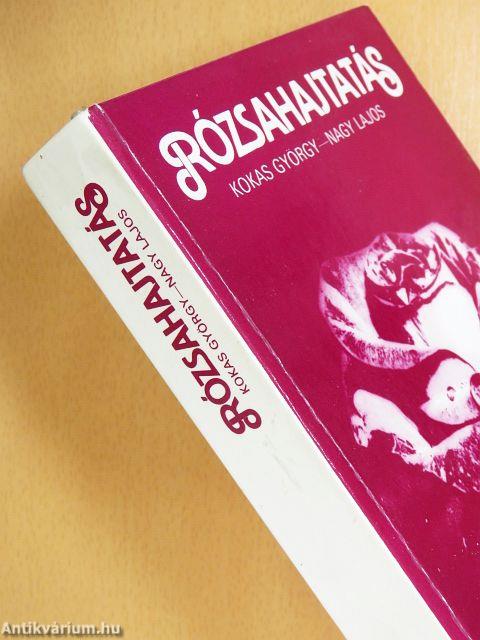 RÓZSAHAJTATÁS
KOKAS GYÖRGY—NAGY LAJOS
RÓZSAHAJTATÁS
KOKAS GYÖRGY—NAGY LAJOS
Antikvárium.hu